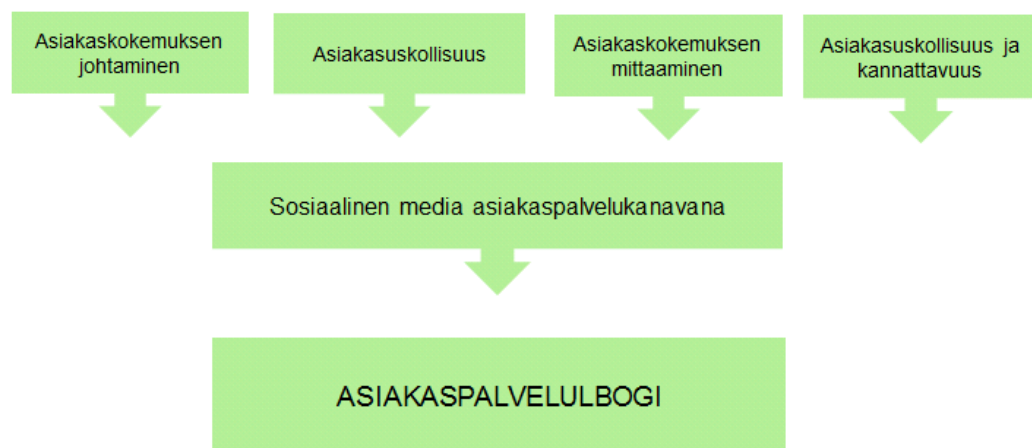 Asiakaskokemuksen
johtaminen
Asiakasuskollisuus
Asiakaskokemuksen
mittaaminen
Asiakasuskollisuus ja
kannattavuus
Sosiaalinen media asiakaspalvelukanavana
ASIAKASPALVELULBOGI